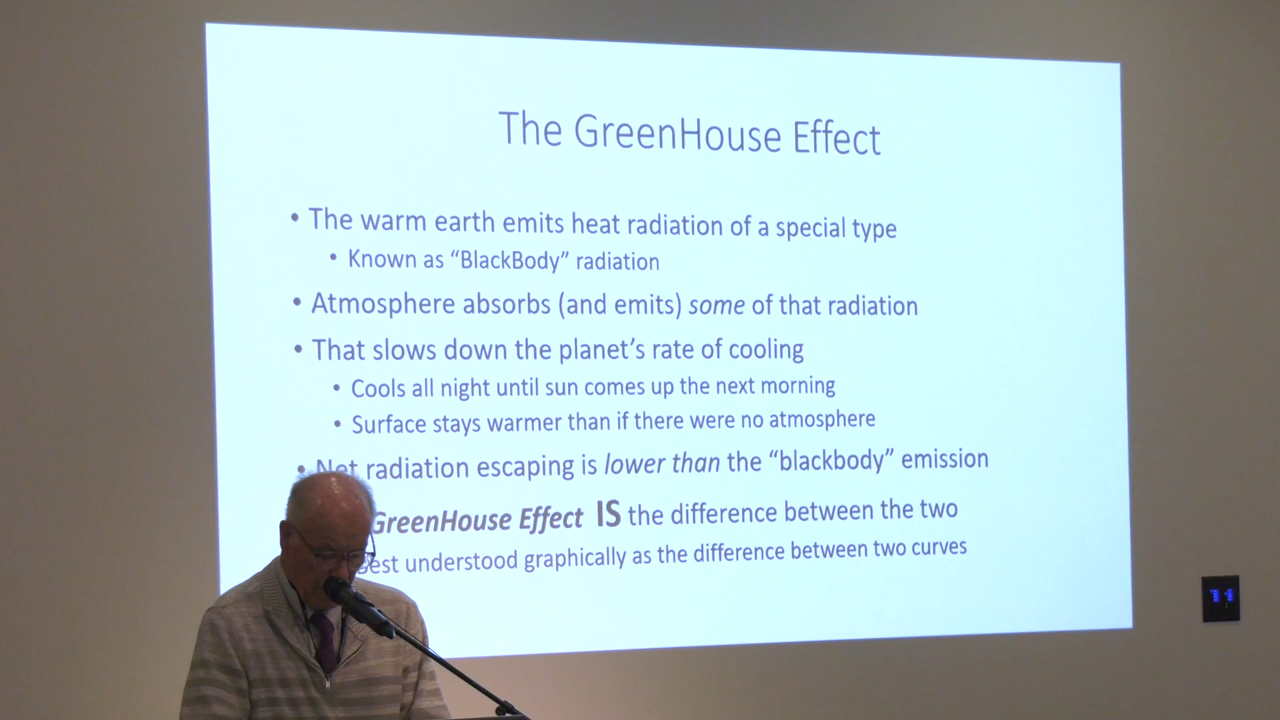 The GreenHouse Effect
• The warm earth emits heat radiation of a special type
• Known as “BlackBody” radiation
• Atmosphere absorbs (and emits) some of that radiation
• That slows down the planet’s rate of cooling
• Cools all night until sun comes up the next morning
• Surface stays warmer than if there were no atmosphere
• Net radiation escaping is lower than the “blackbody” emission
GreenHouse Effect IS the difference between the two
Best understood graphically as the difference between two curves